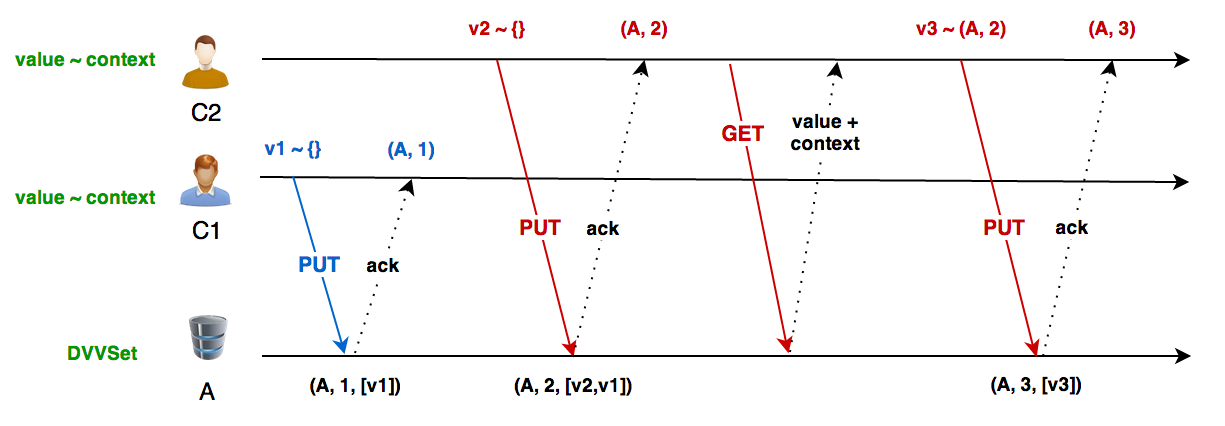 v2 ~ {}
(A, 2)
v3 ~ (A, 2)
(A, 3)
value ~ context
C2
GET
value +
context
v1 ~ {}
(A, 1)
value ~ context
C1
PUT
ack
PUT
ack
PUT
ack
DVVSet
A
(A, 1, [v1])
(A, 2, [v2,v1])
(A, 3, [v3])